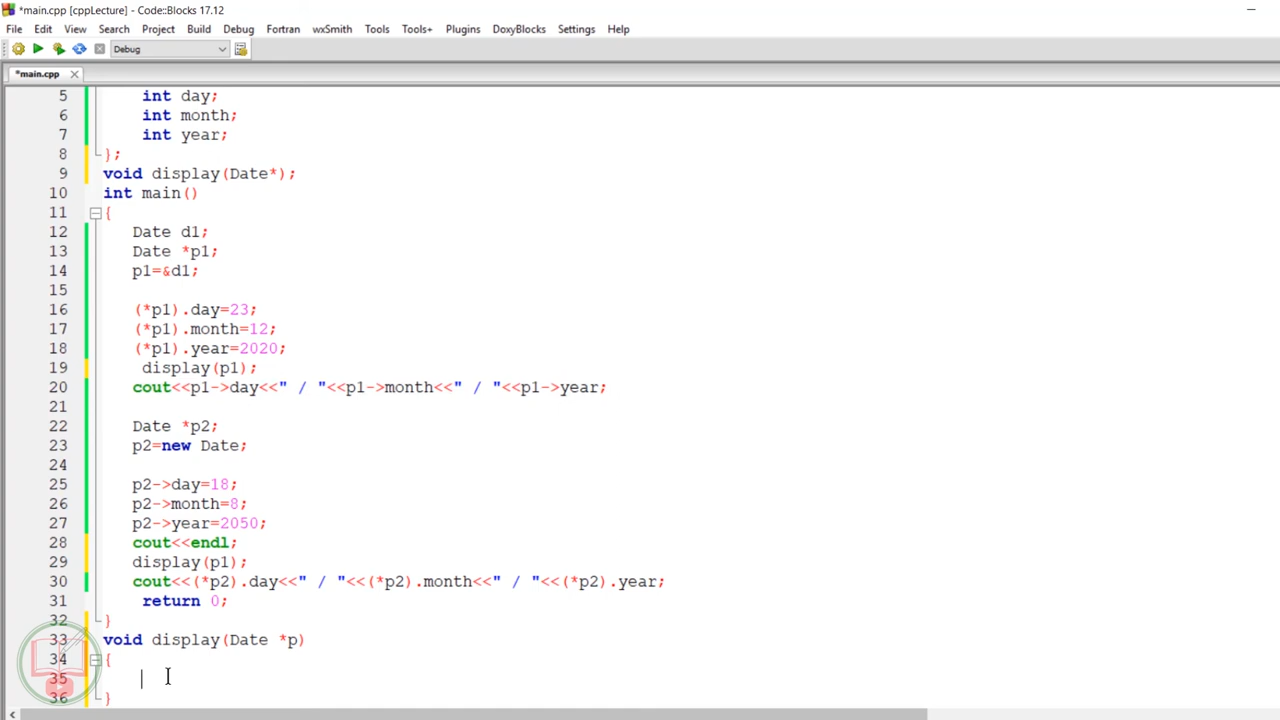 *main.cpp [cppLecture] - Code::Blocks 17.12
File Edit View Search Project Build Debug Fortran wxSmith Tools Tools+ Plugins DoxyBlocks Settings Help
Debug
*main.cpp
5 int day;
6 int month;
7 int year;
8 };
9 void display(Date*);
10 int main()
11 {
12 Date d1;
13 Date *p1;
14 p1=&d1;
15
16 (*p1).day=23;
17 (*p1).month=12;
18 (*p1).year=2020;
19 display(p1);
20 cout<<p1->day<<" / "<<p1->month<<" / "<<p1->year;
21
22 Date *p2;
23 p2=new Date;
24
25 p2->day=18;
26 p2->month=8;
27 p2->year=2050;
28 cout<<endl;
29 display(p1);
30 cout<<(*p2).day<<" / "<<(*p2).month<<" / "<<(*p2).year;
31 return 0;
32 }
33 void display(Date *p)
34 {
35
36 }